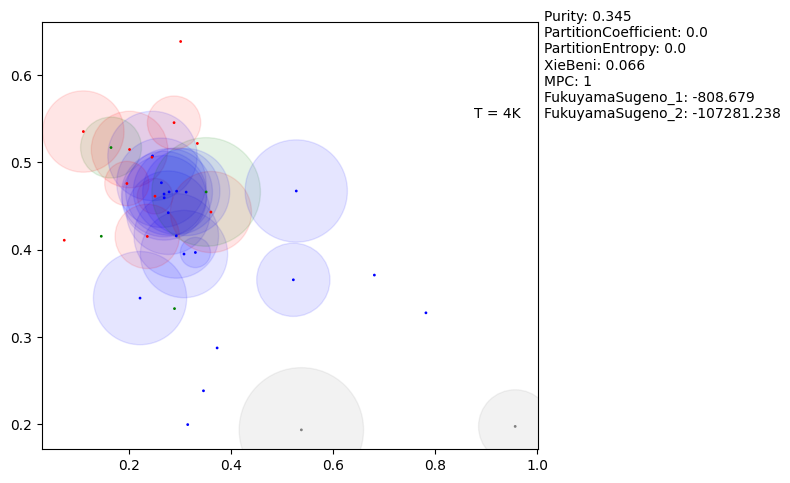 Purity: 0.345
PartitionCoefficient: 0.0
PartitionEntropy: 0.0
XieBeni: 0.066
MPC: 1
FukuyamaSugeno_1: -808.679
FukuyamaSugeno_2: -107281.238
T = 4K
0.6
0.5
0.4
0.3
0.2
0.2 0.4 0.6 0.8 1.0